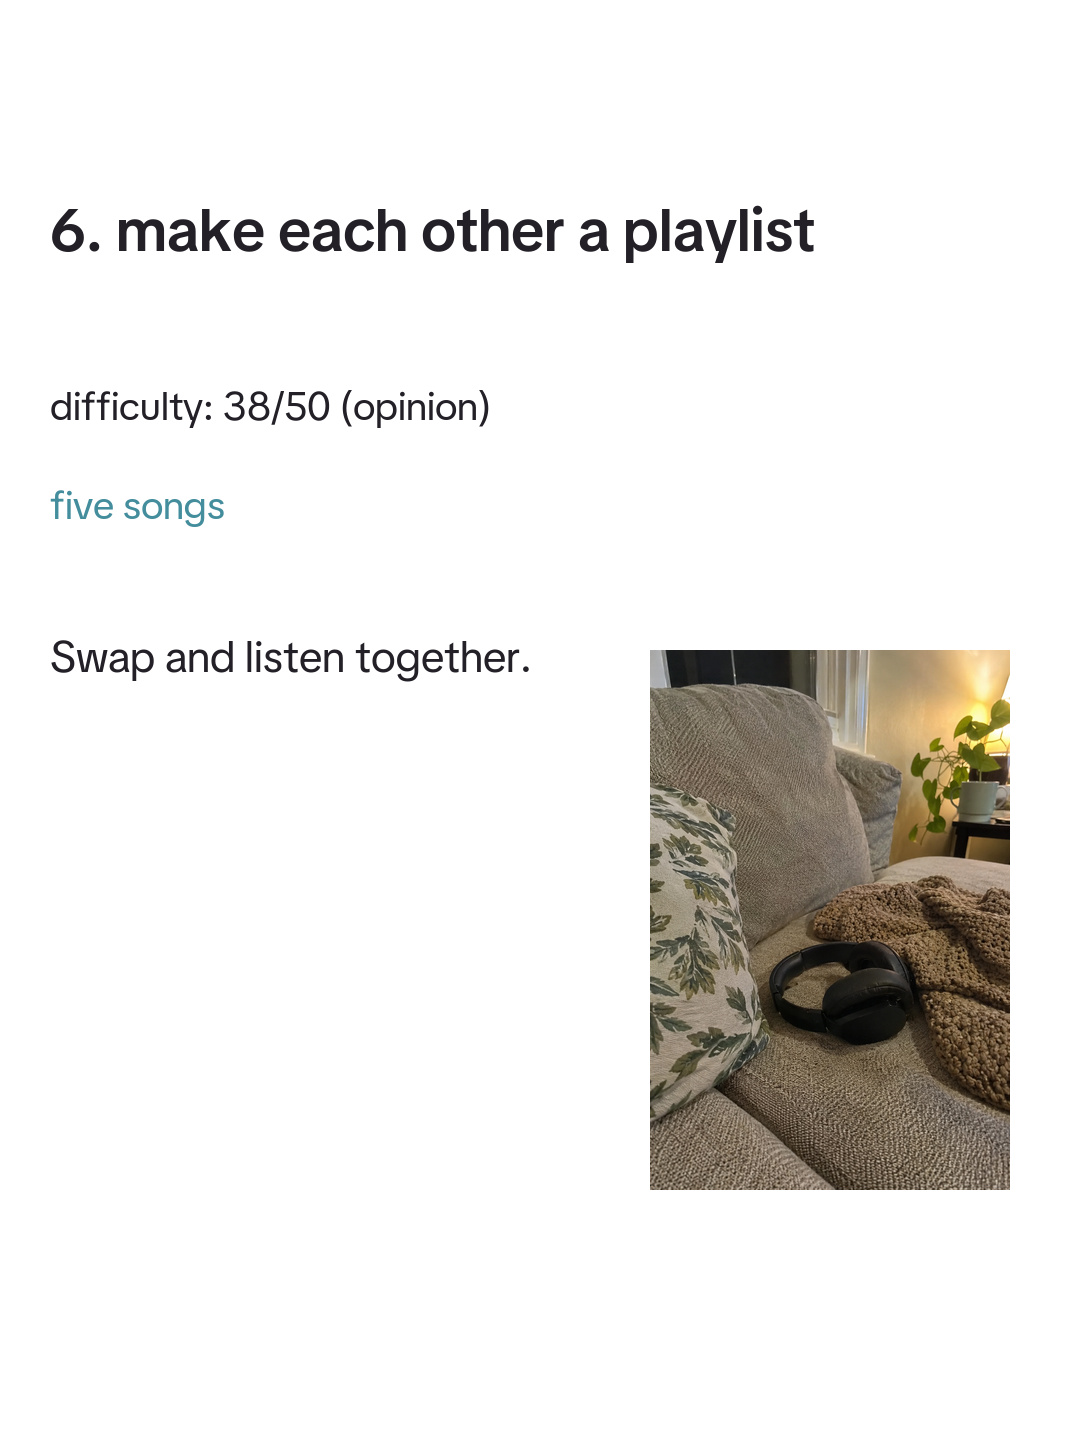 6. make each other a playlist
difficulty: 38/50 (opinion)
five songs
Swap and listen together.